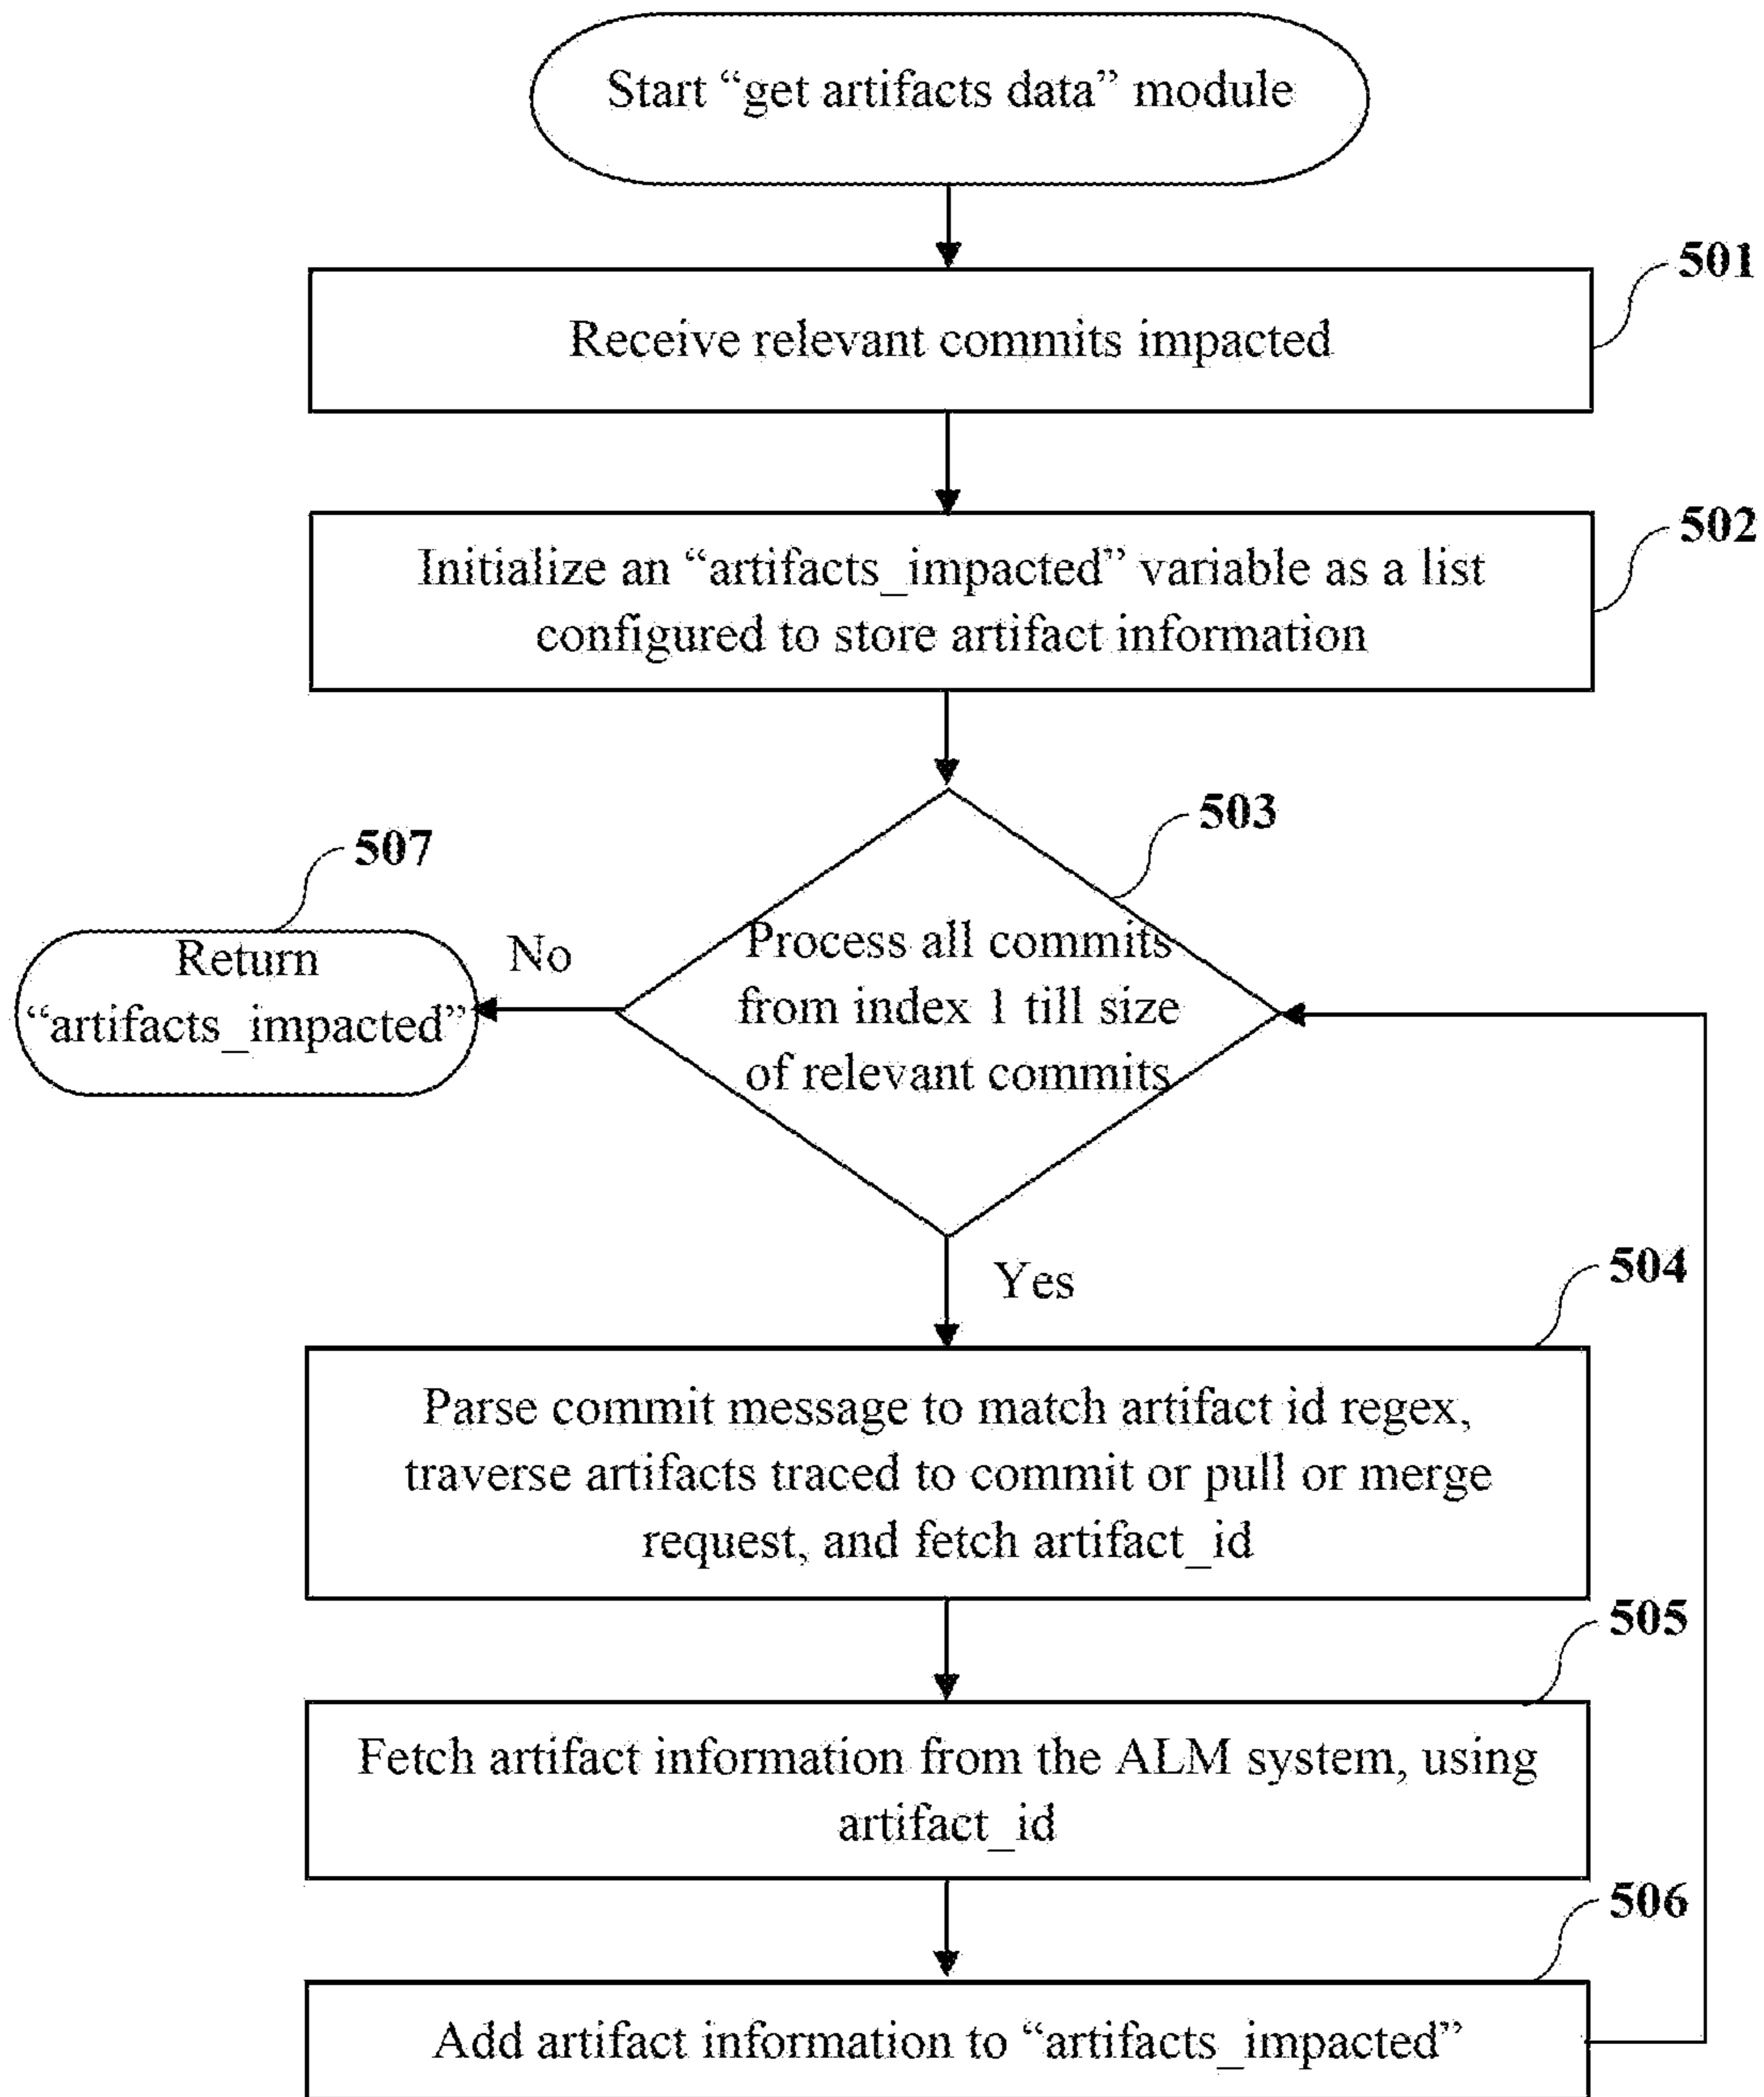 Start “get artifacts data” module
501
Receive relevant commits impacted
502
Initialize an “artifacts_impacted” variable as a list
configured to store artifact information
503
507
Process all commits
from index 1 till size
of relevant commits
No
Return
“artifacts_impacted”
Yes
504
Parse commit message to match artifact id regex,
traverse artifacts traced to commit or pull or merge
request, and fetch artifact_id
505
Fetch artifact information from the ALM system, using
artifact_id
506
Add artifact information to “artifacts_impacted”